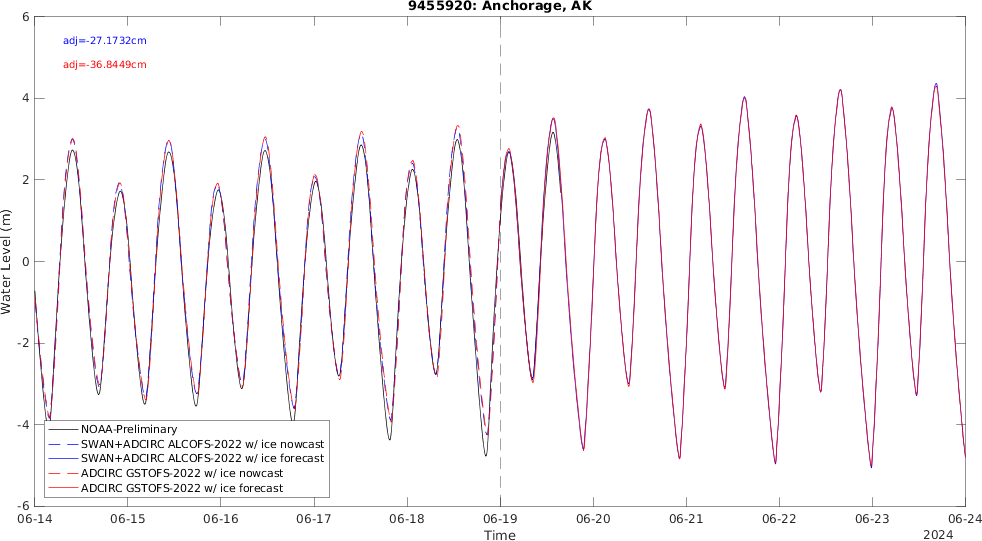 9455920: Anchorage, AK
adj=-27.1732cm
adj=-36.8449cm
6
4
2
0
-2
-4
-6
Water Level (m)
NOAA-Preliminary
SWAN+ADCIRC ALCOFS-2022 w/ ice nowcast
SWAN+ADCIRC ALCOFS-2022 w/ ice forecast
ADCIRC GSTOFS-2022 w/ ice nowcast
ADCIRC GSTOFS-2022 w/ ice forecast
06-14 06-15 06-16 06-17 06-18 06-19 06-20 06-21 06-22 06-23 06-24
Time
2024